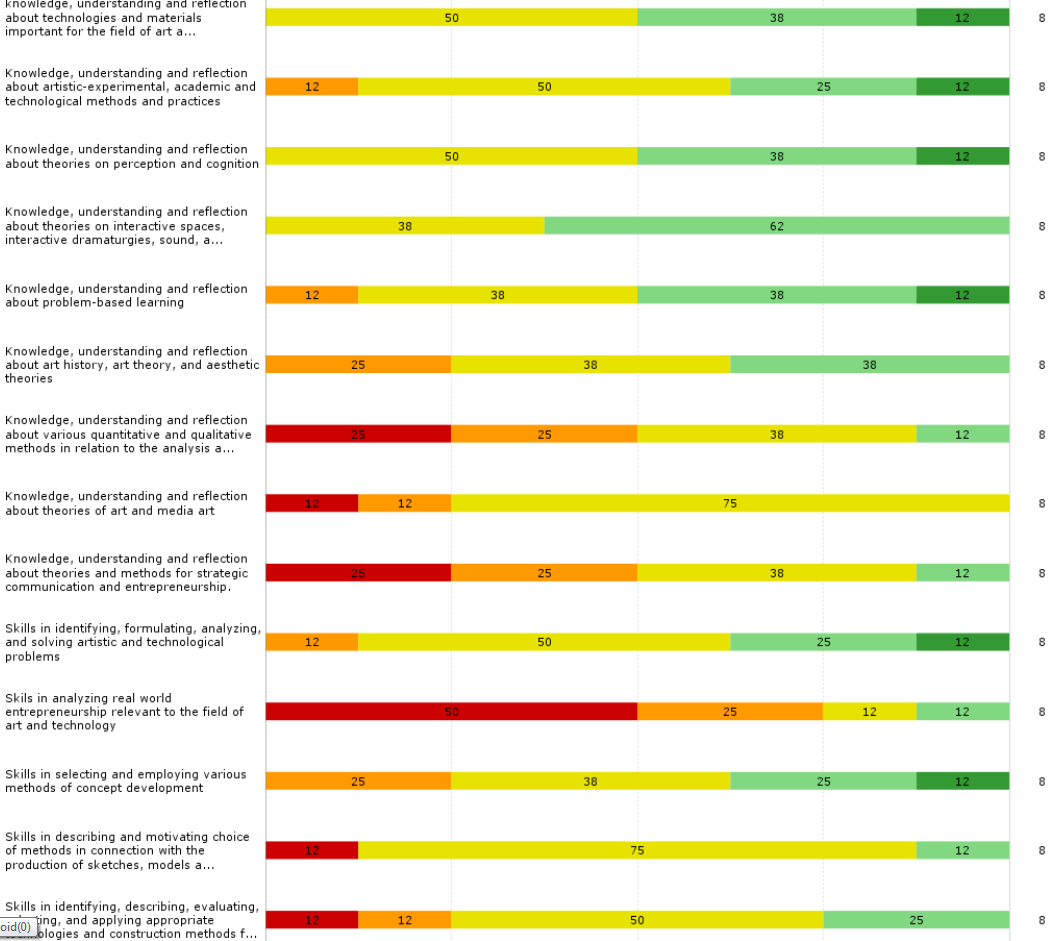 knowledge, understanding and reflection
about technologies and materials
important for the field of art a...
50 38 12 8
Knowledge, understanding and reflection
about artistic-experimental, academic and
technological methods and practices
12 50 25 12 8
Knowledge, understanding and reflection
about theories on perception and cognition
50 38 12 8
Knowledge, understanding and reflection
about theories on interactive spaces,
interactive dramaturgies, sound, a...
38 62 8
Knowledge, understanding and reflection
about problem-based learning
12 38 38 12 8
Knowledge, understanding and reflection
about art history, art theory, and aesthetic
theories
25 38 38 8
Knowledge, understanding and reflection
about various quantitative and qualitative
methods in relation to the analysis a...
25 25 38 12 8
Knowledge, understanding and reflection
about theories of art and media art
12 12 75 8
Knowledge, understanding and reflection
about theories and methods for strategic
communication and entrepreneurship.
25 25 38 12 8
Skills in identifying, formulating, analyzing,
and solving artistic and technological
problems
12 50 25 12 8
Skils in analyzing real world
entrepreneurship relevant to the field of
art and technology
50 25 12 12 8
Skills in selecting and employing various
methods of concept development
25 38 25 12 8
Skills in describing and motivating choice
of methods in connection with the
production of sketches, models a...
12 75 12 8
Skills in identifying, describing, evaluating,
and applying appropriate
and construction methods f...
12 12 50 25 8
oid(0)